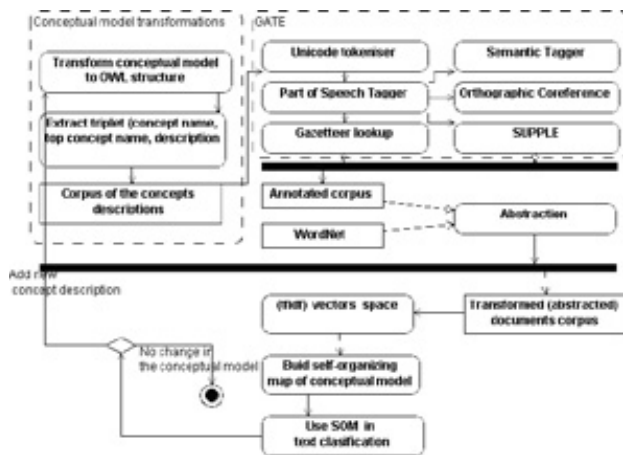 Conceptual model transformations
GATE
Transform conceptual model
to OWL structure
Extract triplet (concept name,
top concept name, description
Corpus of the concepts
descriptions
Unicode tokeniser
Semantic Tagger
Part of Speech Tagger
Orthographic Coreference
Gazetteer lookup
SUPPLE
Annotated corpus
WordNet
Abstraction
Add new
concept description
(tfidf) vectors space
Transformed (abstracted)
documents corpus
No change in
the conceptual model
Buid self-organizing
map of conceptual model
Use SOM in
text clasification